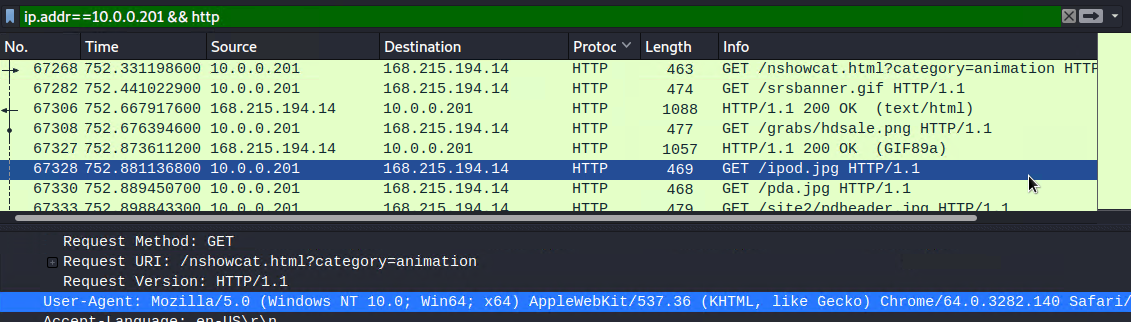 ip.addr==10.0.0.201 && http
No. Time Source Destination Protoc Length Info
67268 752.331198600 10.0.0.201 168.215.194.14 HTTP 463 GET /nshowcat.html?category=animation HTTP
67282 752.441022900 10.0.0.201 168.215.194.14 HTTP 474 GET /srsbanner.gif HTTP/1.1
67306 752.667917600 168.215.194.14 10.0.0.201 HTTP 1088 HTTP/1.1 200 OK (text/html)
67308 752.676394600 10.0.0.201 168.215.194.14 HTTP 477 GET /grabs/hdsale.png HTTP/1.1
67327 752.873611200 168.215.194.14 10.0.0.201 HTTP 1057 HTTP/1.1 200 OK (GIF89a)
67328 752.881136800 10.0.0.201 168.215.194.14 HTTP 469 GET /ipod.jpg HTTP/1.1
67330 752.889450700 10.0.0.201 168.215.194.14 HTTP 468 GET /pda.jpg HTTP/1.1
67333 752.898843300 10.0.0.201 168.215.194.14 HTTP 479 GET /site2/pdheader.jpg HTTP/1.1
Request Method: GET
Request URI: /nshowcat.html?category=animation
Request Version: HTTP/1.1
User-Agent: Mozilla/5.0 (Windows NT 10.0; Win64; x64) AppleWebKit/537.36 (KHTML, like Gecko) Chrome/64.0.3282.140 Safari/
Accept-Language: en-US\r\n